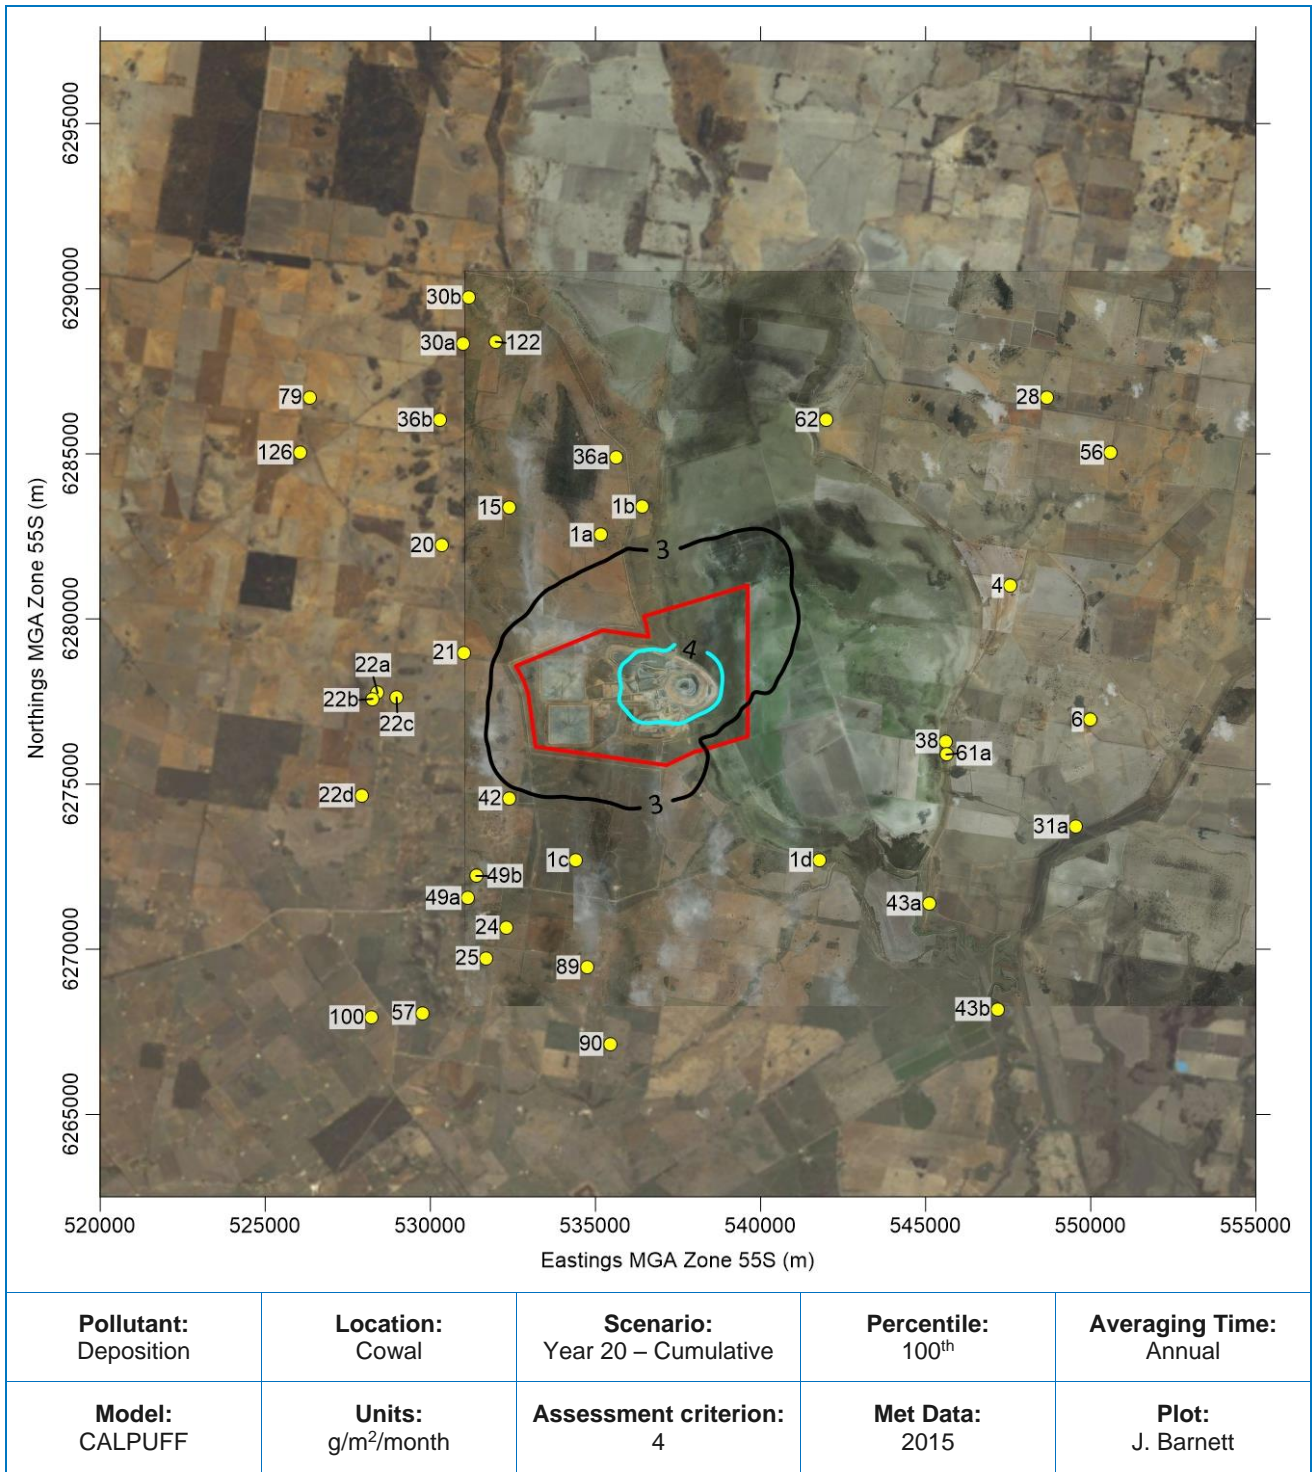 Northings MGA Zone 55S (m)
6295000
6290000
6285000
6280000
6275000
6270000
6265000
30b
30a
122
79
36b
62
28
126
36a
56
15
1b
1a
20
3
4
21
4
22a
22b
22c
6
38
61a
22d
42
3
31a
1c
1d
49b
49a
43a
24
25
89
100
57
43b
90
520000 525000 530000 535000 540000 545000 550000 555000
Eastings MGA Zone 55S (m)
Pollutant:
Deposition
Location:
Cowal
Scenario:
Year 20 – Cumulative
Percentile:
100th
Averaging Time:
Annual
Model:
CALPUFF
Units:
g/m2/month
Assessment criterion:
4
Met Data:
2015
Plot:
J. Barnett